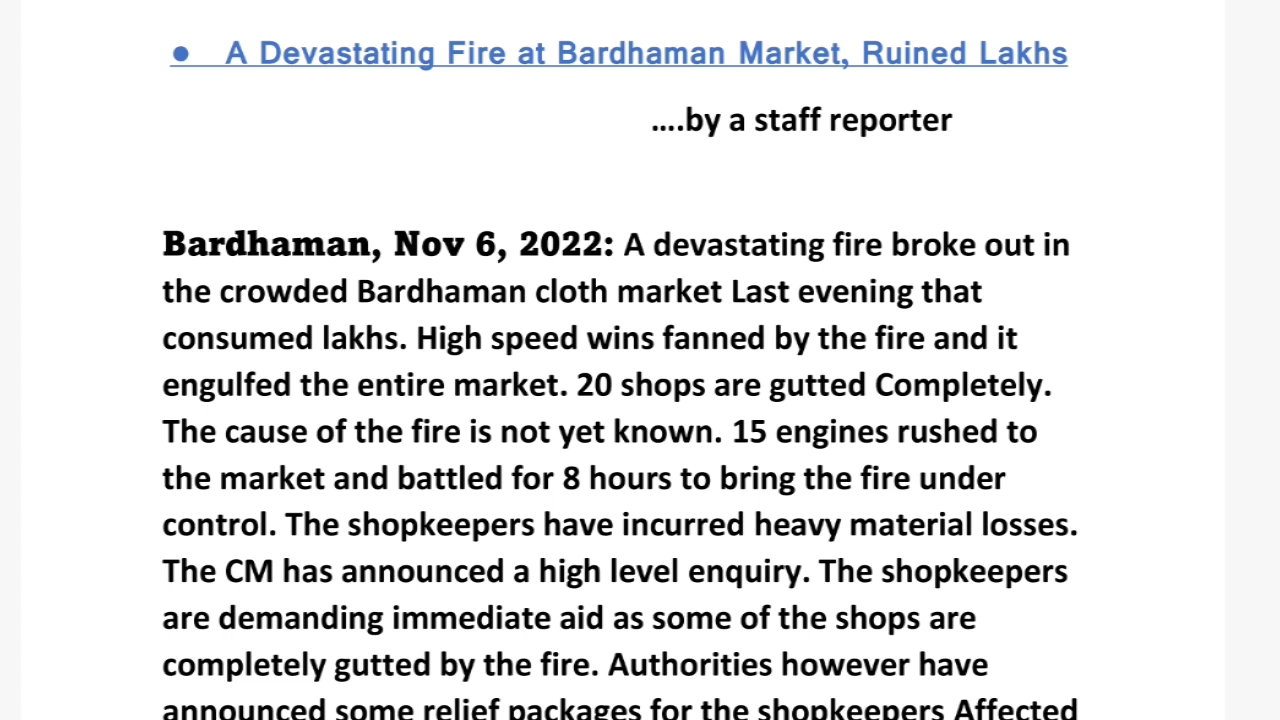 ● A Devastating Fire at Bardhaman Market, Ruined Lakhs
....by a staff reporter
Bardhaman, Nov 6, 2022: A devastating fire broke out in
the crowded Bardhaman cloth market Last evening that
consumed lakhs. High speed wins fanned by the fire and it
engulfed the entire market. 20 shops are gutted Completely.
The cause of the fire is not yet known. 15 engines rushed to
the market and battled for 8 hours to bring the fire under
control. The shopkeepers have incurred heavy material losses.
The CM has announced a high level enquiry. The shopkeepers
are demanding immediate aid as some of the shops are
completely gutted by the fire. Authorities however have
announced some relief packages for the shopkeepers Affected